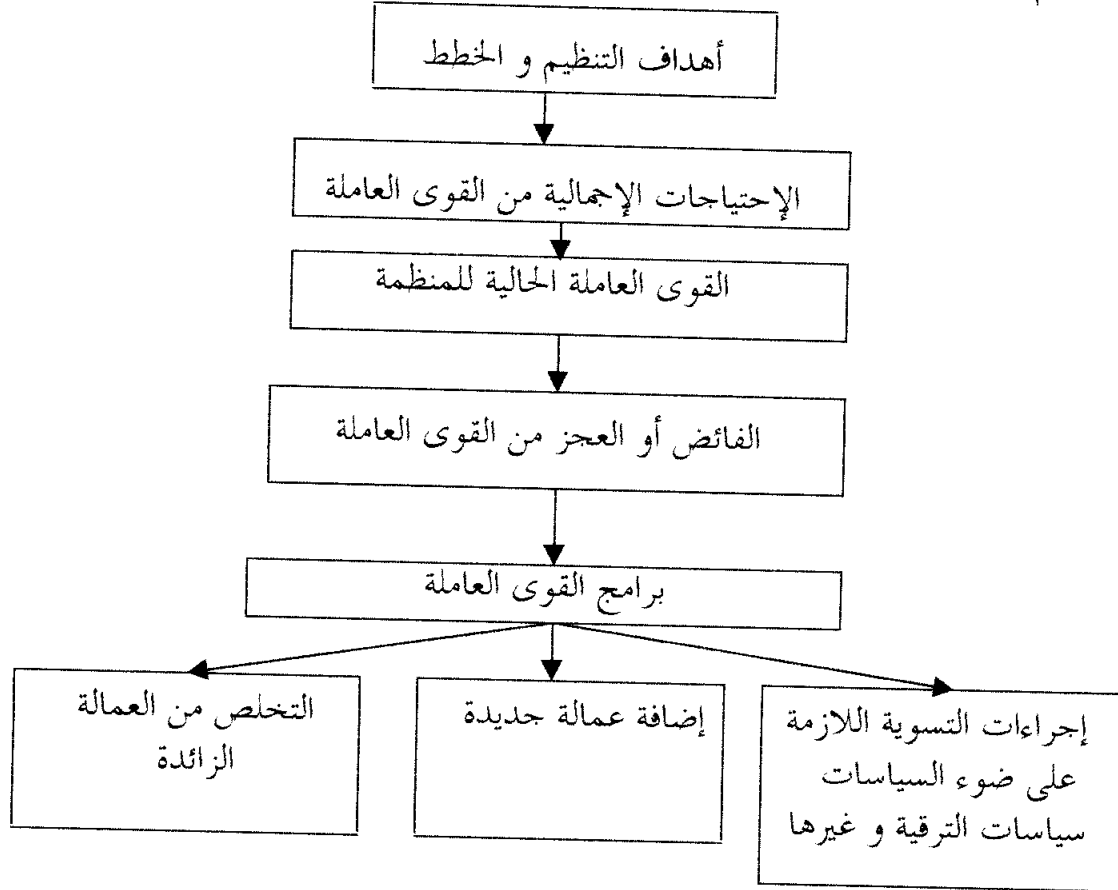 أهداف التنظيم و الخطط
الإحتياجات الإجمالية من القوى العاملة
القوى العاملة الحالية للمنظمة
الفائض أو العجز من القوى العاملة
برامج القوى العاملة
إجراءات التسوية اللازمة
على ضوء السياسات
سياسات الترقية و غيرها
إضافة عمالة جديدة
التخلص من العمالة
الزائدة